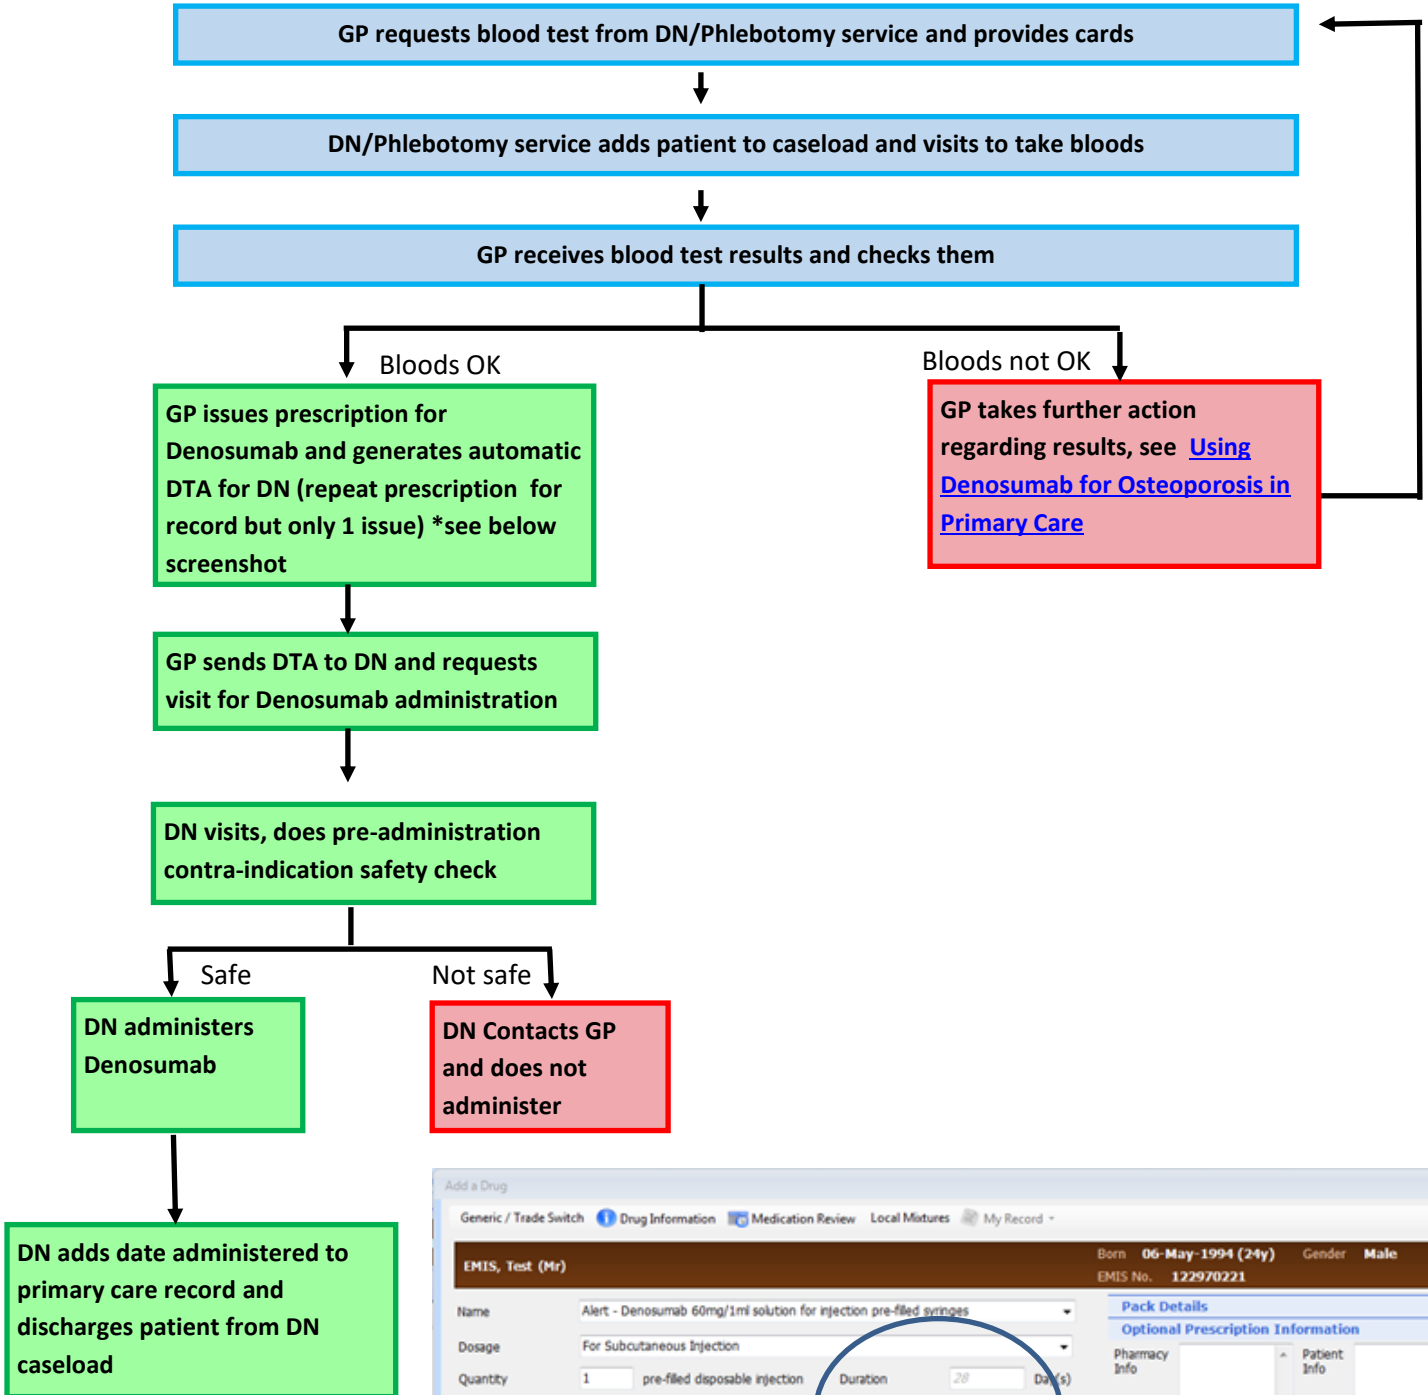 GP requests blood test from DN/Phlebotomy service and provides cards
DN/Phlebotomy service adds patient to caseload and visits to take bloods
GP receives blood test results and checks them
Bloods OK
Bloods not OK
GP issues prescription for
Denosumab and generates automatic
DTA for DN (repeat prescription for
record but only 1 issue) *see below
screenshot
GP takes further action
regarding results, see Using
Denosumab for Osteoporosis in
Primary Care
GP sends DTA to DN and requests
visit for Denosumab administration
DN visits, does pre-administration
contra-indication safety check
Safe
Not safe
DN administers
Denosumab
DN Contacts GP
and does not
administer
DN adds date administered to
primary care record and
discharges patient from DN
caseload
Add a Drug
Generic / Trade Switch Drug Information Medication Review Local Mixtures My Record
EMIS, Test (Mr)
Born 06-May-1994 (24y) Gender Male
EMIS No. 122970221
Name Alert - Denosumab 60mg/1ml solution for injection pre-filled syringes
Dosage For Subcutaneous Injection
Quantity 1 pre-filled disposable injection Duration 28 Day(s)
Pack Details
Optional Prescription Information
Pharmacy Info
Patient Info